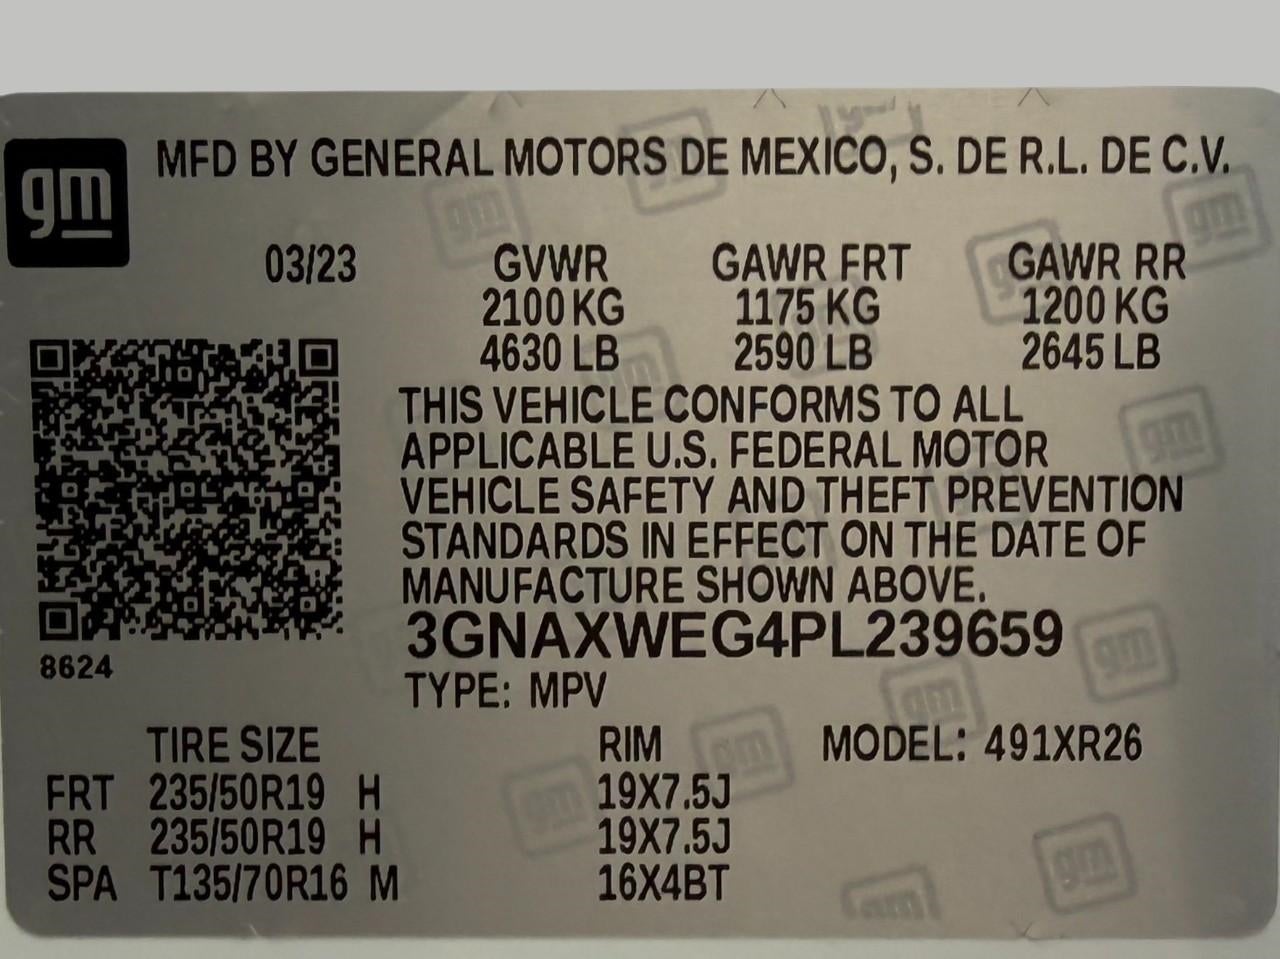 gm
MFD BY GENERAL MOTORS DE MEXICO, S. DE R.L. DE C.V.
03/23 GVWR GAWR FRT GAWR RR
2100 KG 1175 KG 1200 KG
4630 LB 2590 LB 2645 LB
THIS VEHICLE CONFORMS TO ALL
APPLICABLE U.S. FEDERAL MOTOR
VEHICLE SAFETY AND THEFT PREVENTION
STANDARDS IN EFFECT ON THE DATE OF
MANUFACTURE SHOWN ABOVE.
3GNAXWEG4PL239659
8624
TYPE: MPV
TIRE SIZE RIM MODEL: 491XR26
FRT 235/50R19 H 19X7.5J
RR 235/50R19 H 19X7.5J
SPA T135/70R16 M 16X4BT